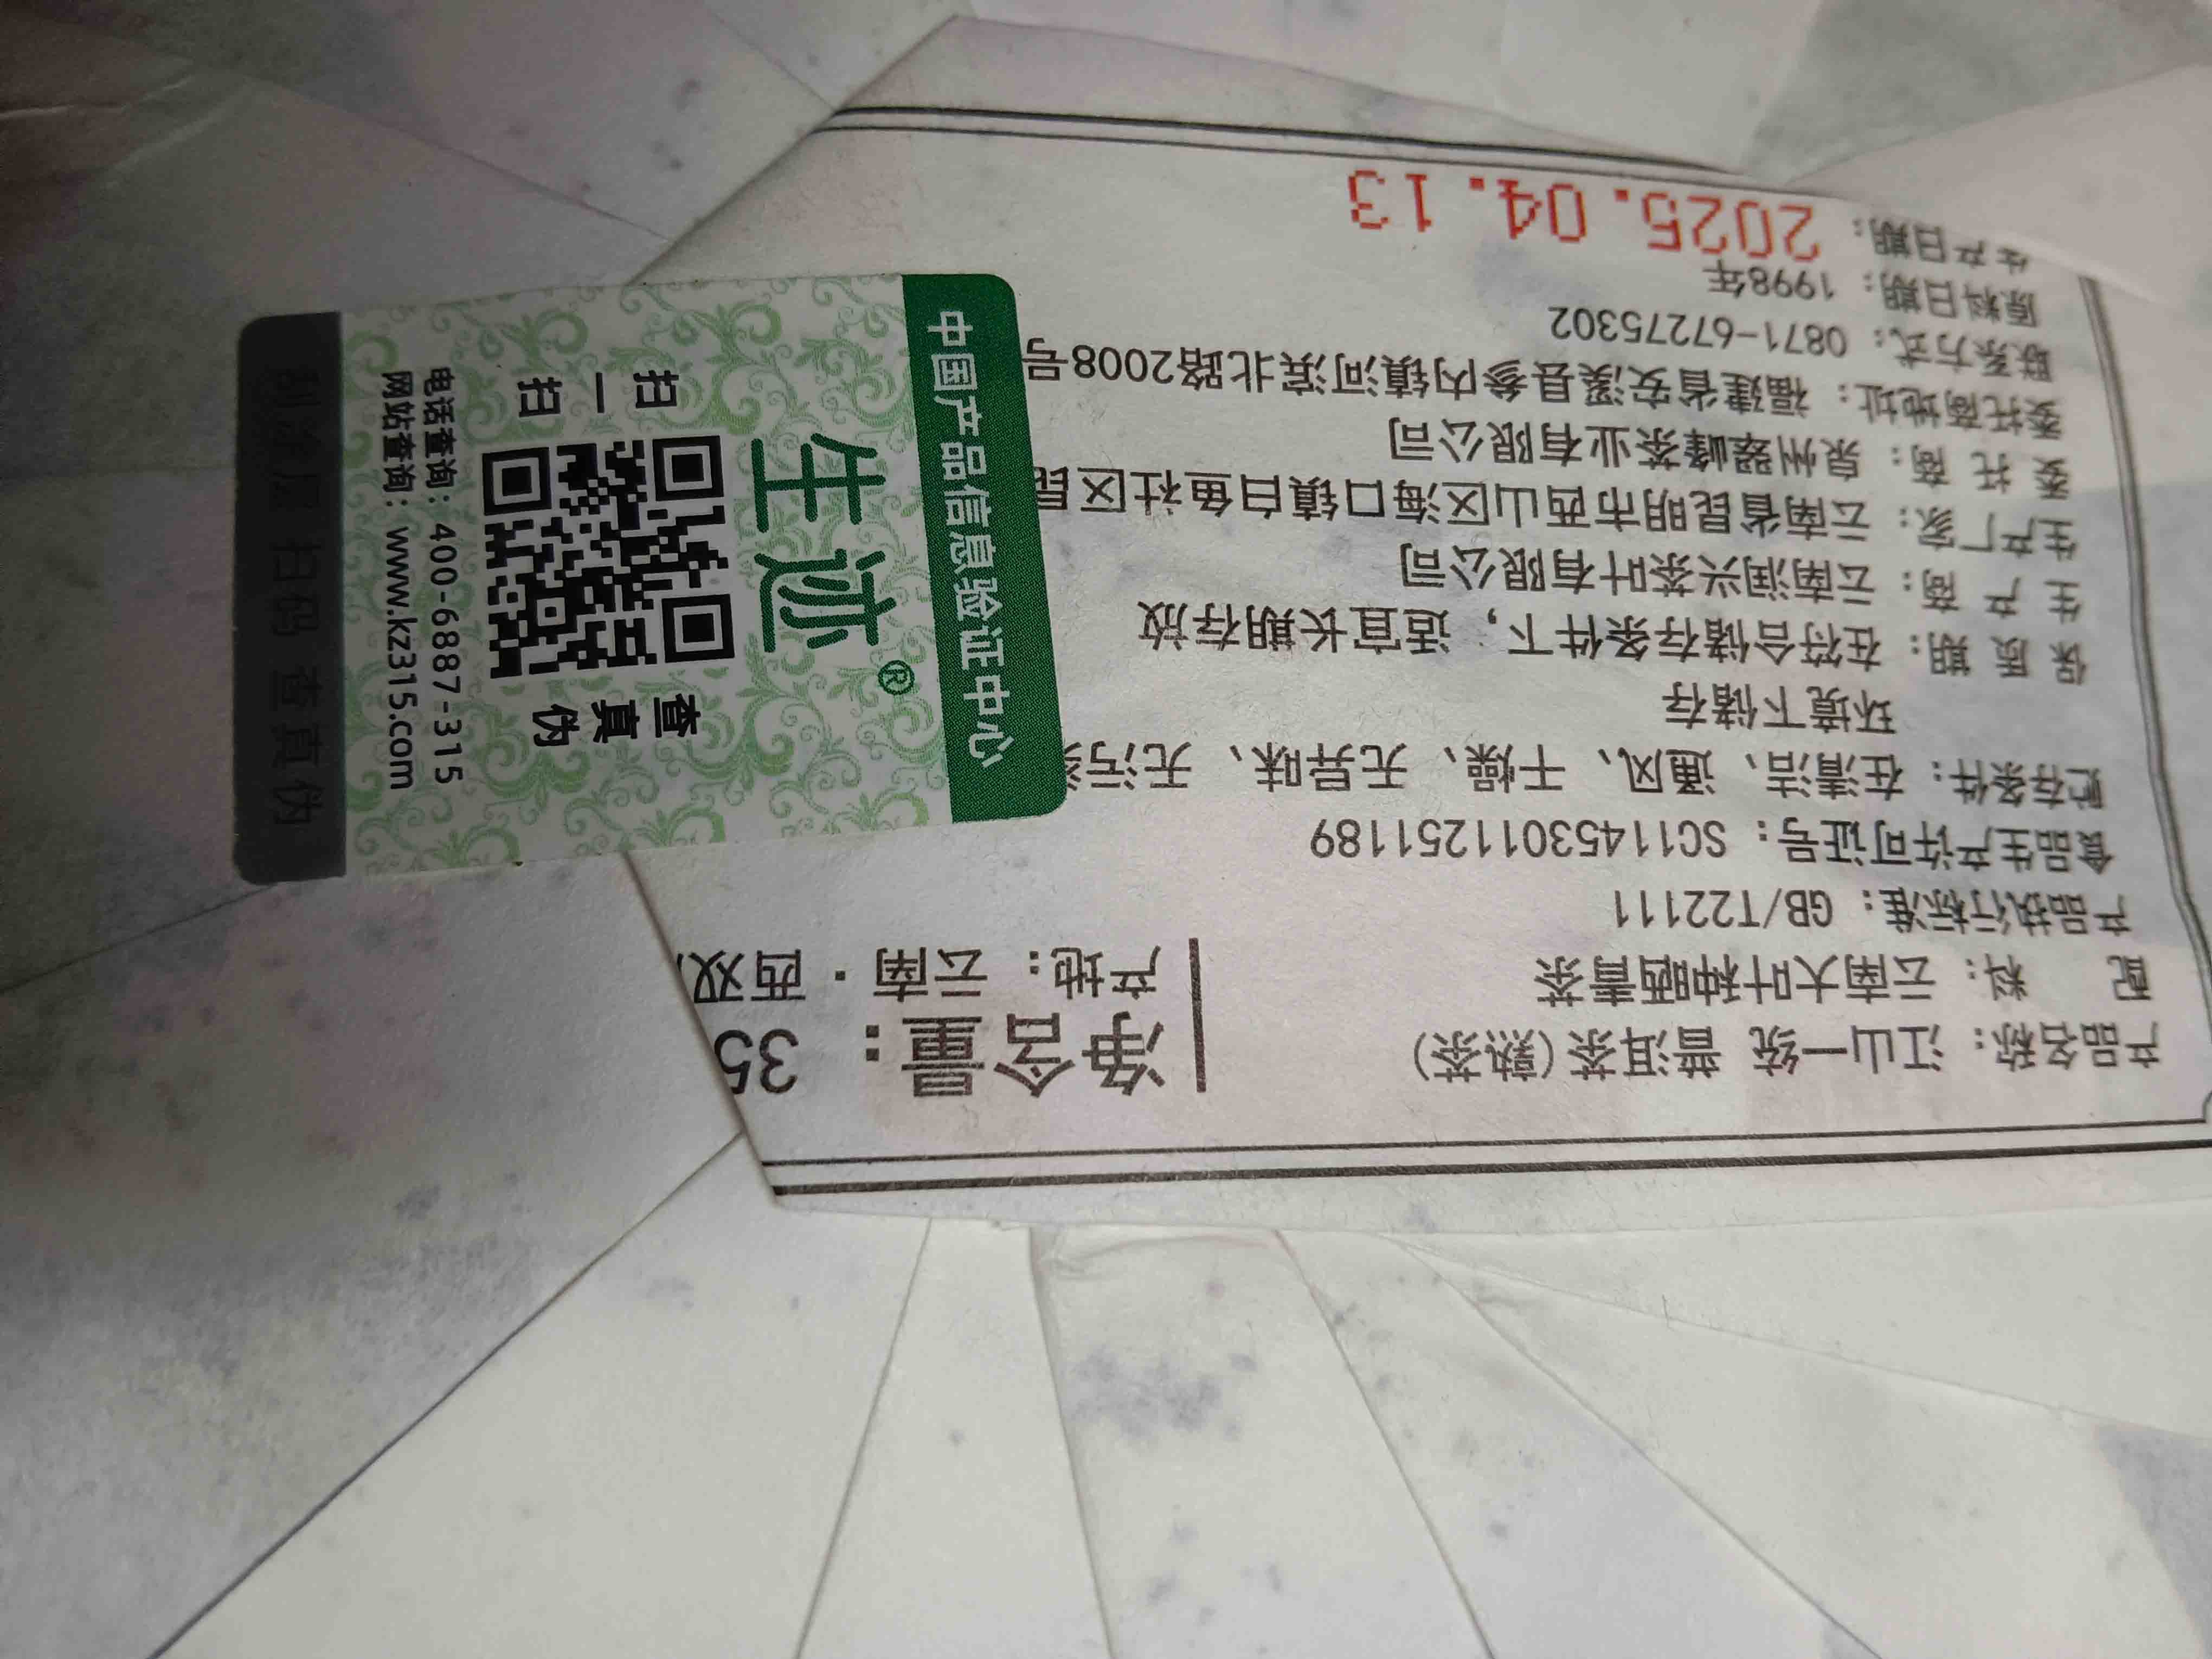 产品名称：江山一统 普洱茶(熟茶)
配 料：云南大叶种晒青茶
产品执行标准：GB/T22111
食品生产许可证号：SC11453011251189
贮存条件：在清洁、通风、干燥、无异味、无污
环境下储存
保 质 期：在符合储存条件下，适宜长期存放
生 产 商：云南润兴茶叶有限公司
生产厂家：云南省昆明市西山区海口镇白鱼社区昆
委 托 商：泉州翠峰茶业有限公司
委托商地址：福建省安溪县参内镇河滨北路2008号
联系方式：0871-67275302
原料日期：1998年
生产日期：2025.04.13
净含量：35
产地：云南·西双
中国产品信息验证中心
生迹®
扫一扫
查真伪
电话查询：400-6887-315
网站查询：www.kz315.com
刮涂层 扫码 查真伪